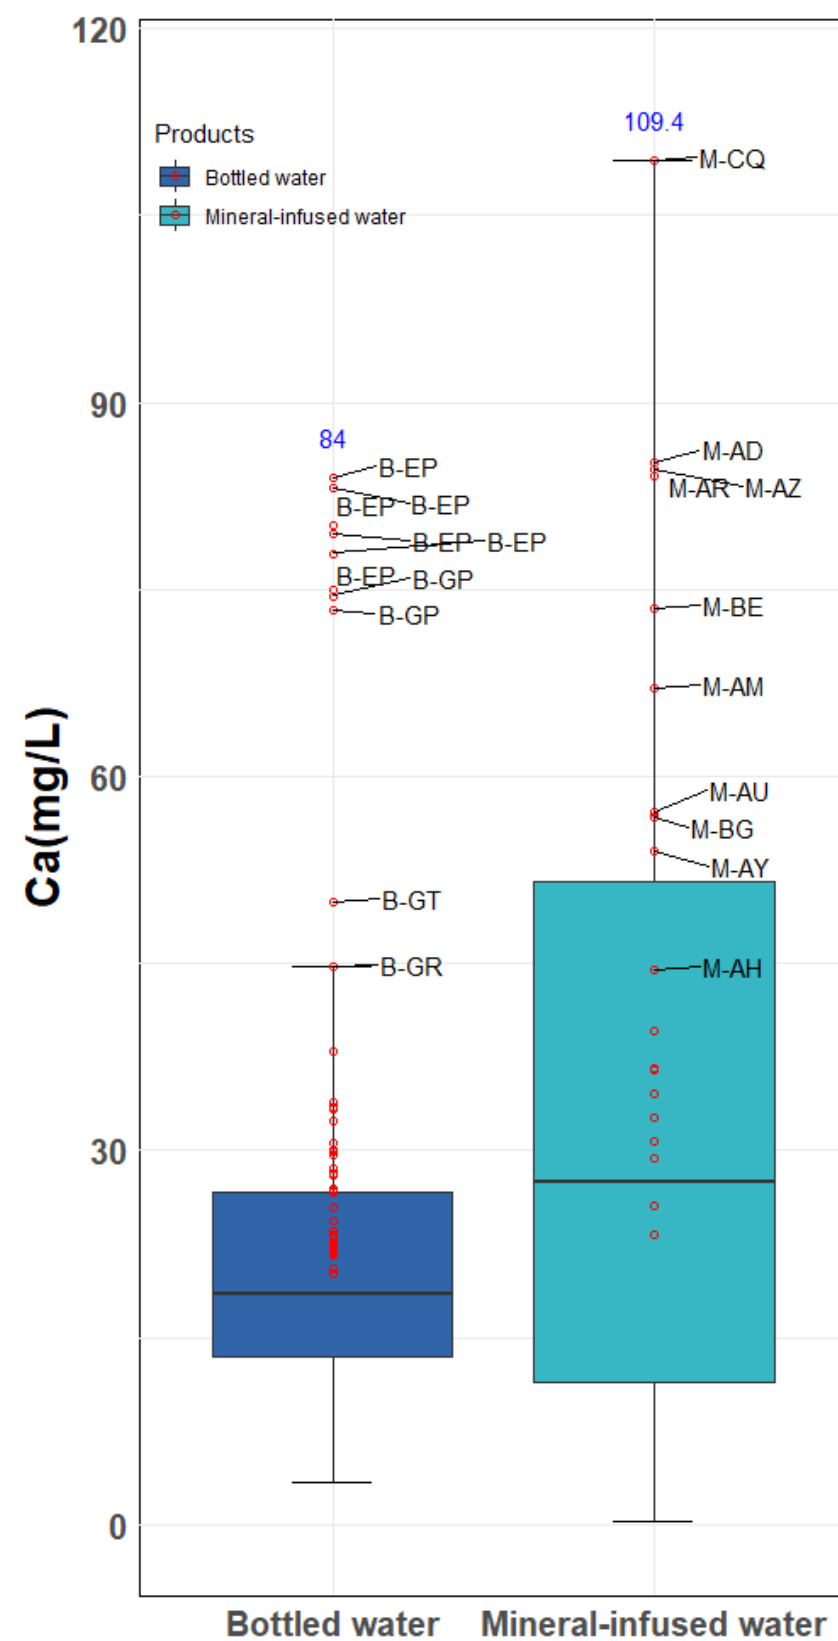 120
109.4
Products
M-CQ
Bottled water
Mineral-infused water
90
84
M-AD
B-EP
M-AR M-AZ
B-EP B-EP
B-EP B-EP
B-EP B-GP
M-BE
B-GP
M-AM
Ca(mg/L)
60
M-AU
M-BG
M-AY
B-GT
B-GR
M-AH
30
0
Bottled water Mineral-infused water